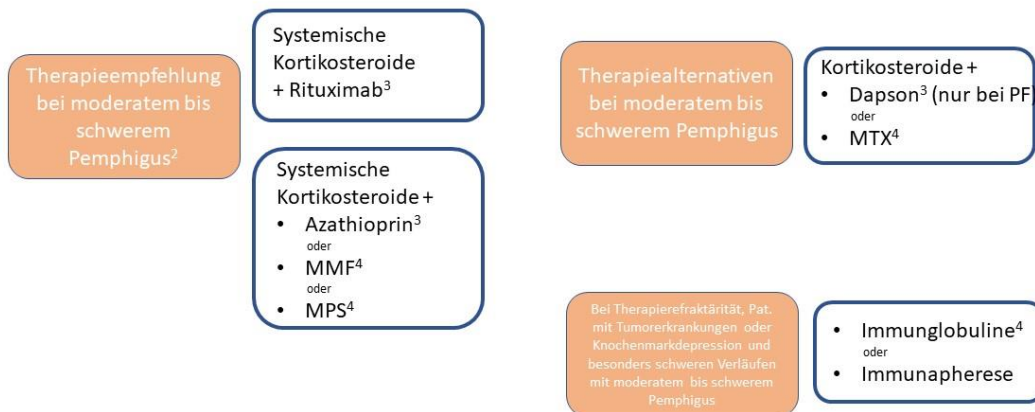 Therapieempfehlung
bei moderatem bis
schwerem
Pemphigus²
Systemische
Kortikosteroide
+ Rituximab³
Systemische
Kortikosteroide +
• Azathioprin³
oder
• MMF⁴
oder
• MPS⁴
Therapiealternativen
bei moderatem bis
schwerem Pemphigus
Kortikosteroide +
• Dapson³ (nur bei PF)
oder
• MTX⁴
Bei Therapierefraktärität, Pat.
mit Tumorerkrankungen oder
Knochenmarkdepression und
besonders schweren Verläufen
mit moderatem bis schwerem
Pemphigus
• Immunglobuline⁴
oder
• Immunapherese